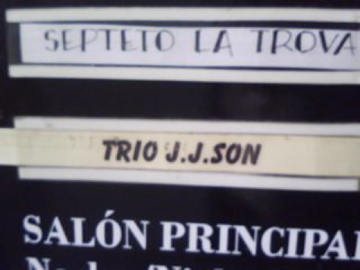 SEPTETO LA TROVA
TRIO J.J.SON
SALÓN PRINCIPAL